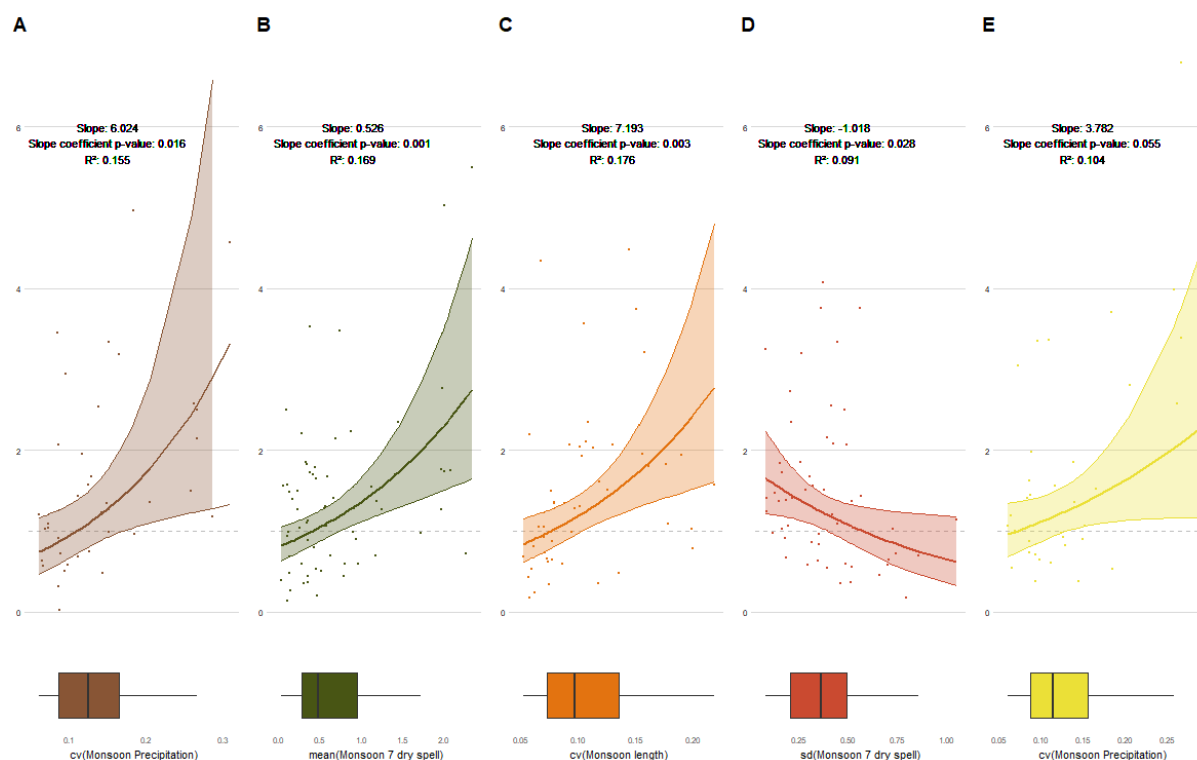 A
B
C
D
E
Slope: 6.024
Slope coefficient p-value: 0.016
R²: 0.155
Slope: 0.526
Slope coefficient p-value: 0.001
R²: 0.169
Slope: 7.193
Slope coefficient p-value: 0.003
R²: 0.176
Slope: -1.018
Slope coefficient p-value: 0.028
R²: 0.091
Slope: 3.782
Slope coefficient p-value: 0.055
R²: 0.104
6 6 6 6 6
4 4 4 4 4
2 2 2 2 2
0 0 0 0 0
0.1 0.2 0.3
cv(Monsoon Precipitation)
0.0 0.5 1.0 1.5 2.0
mean(Monsoon 7 dry spell)
0.05 0.10 0.15 0.20
cv(Monsoon length)
0.25 0.50 0.75 1.00
sd(Monsoon 7 dry spell)
0.05 0.10 0.15 0.20 0.25
cv(Monsoon Precipitation)